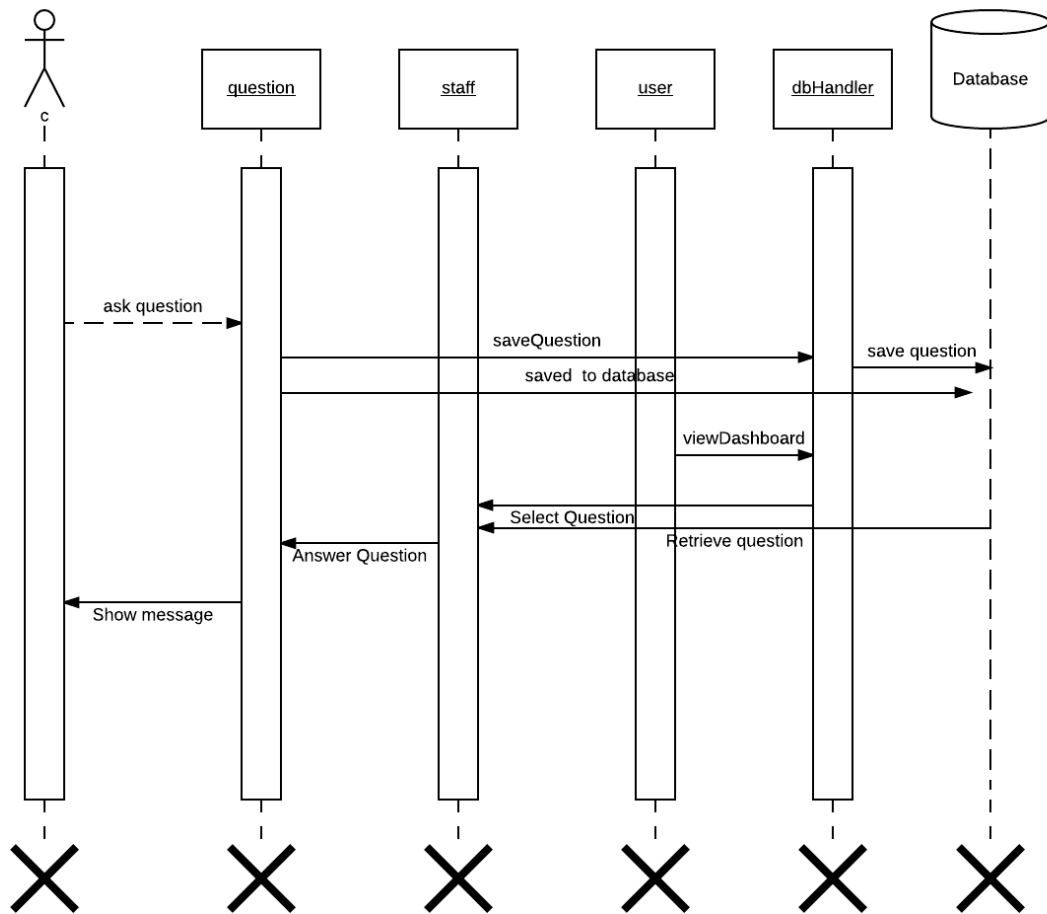 c
question
staff
user
dbHandler
Database
ask question
saveQuestion
save question
saved to database
viewDashboard
Select Question
Retrieve question
Answer Question
Show message